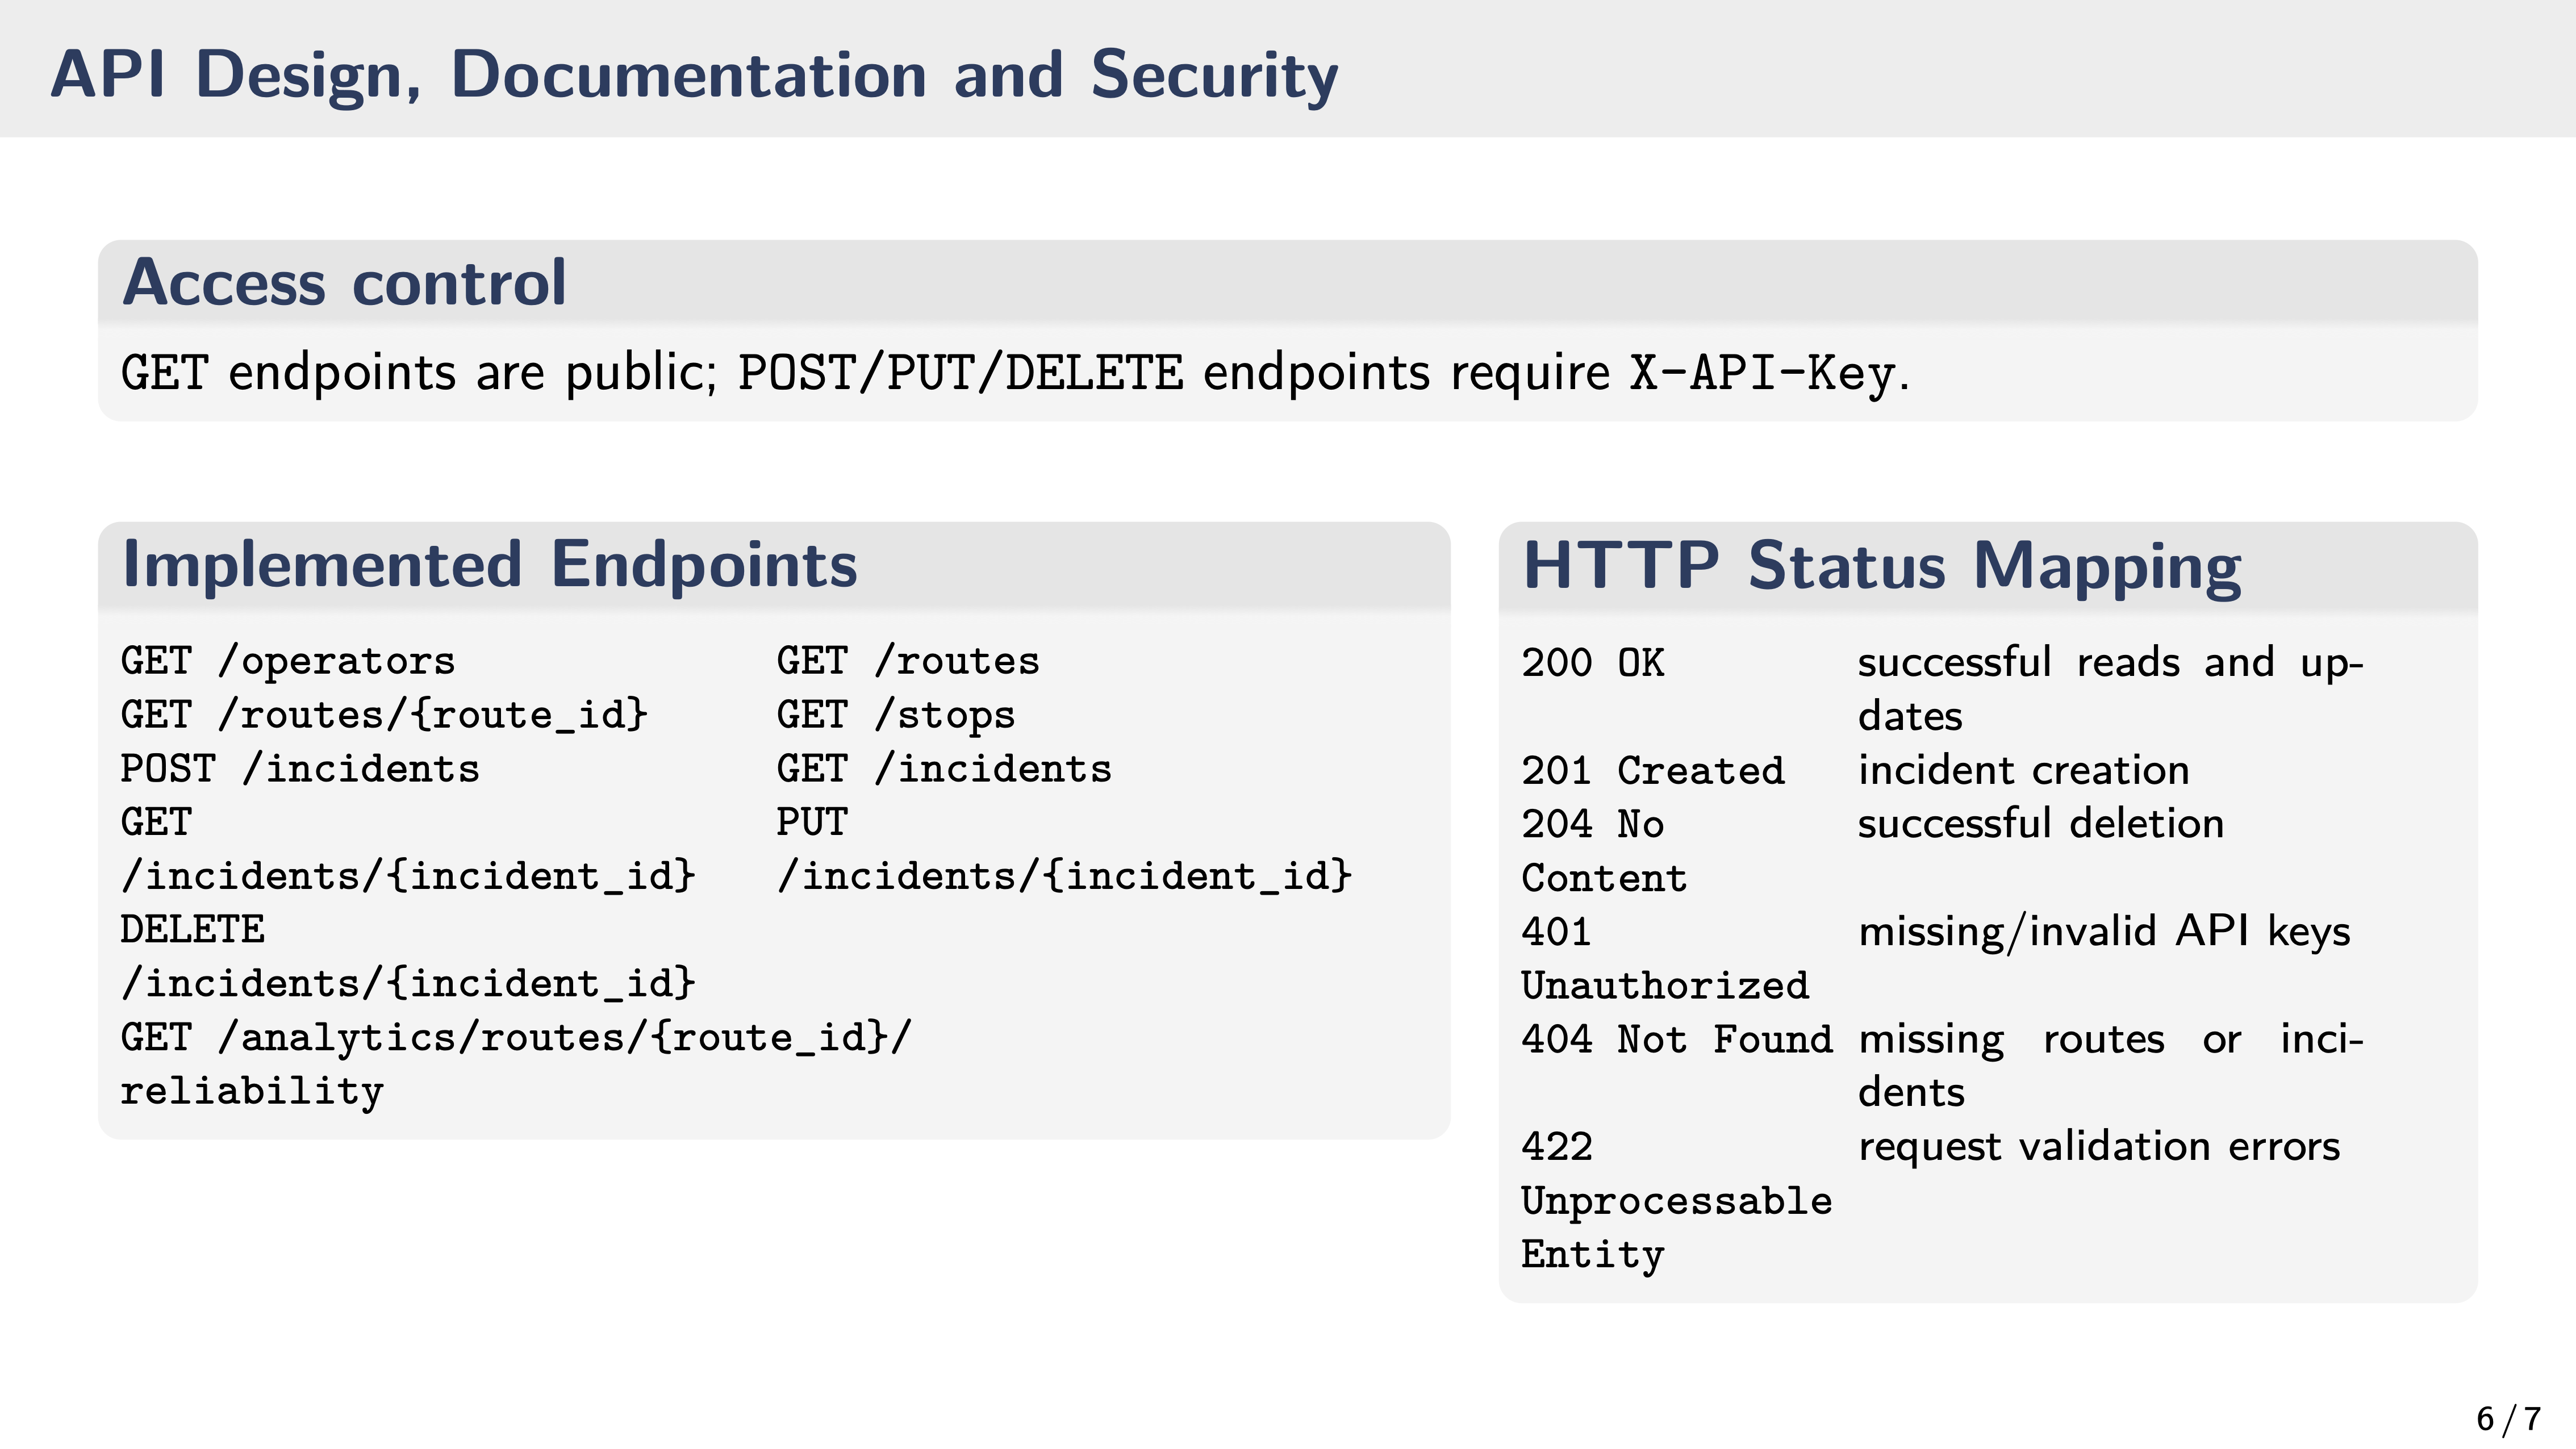 API Design, Documentation and Security
Access control
GET endpoints are public; POST/PUT/DELETE endpoints require X-API-Key.
Implemented Endpoints
GET /operators
GET /routes
GET /routes/{route_id}
GET /stops
POST /incidents
GET /incidents
GET
/incidents/{incident_id}
PUT
/incidents/{incident_id}
DELETE
/incidents/{incident_id}
GET /analytics/routes/{route_id}/
reliability
HTTP Status Mapping
200 OK successful reads and up-
dates
201 Created incident creation
204 No successful deletion
Content
401 missing/invalid API keys
Unauthorized
404 Not Found missing routes or inci-
dents
422 request validation errors
Unprocessable
Entity
6 / 7